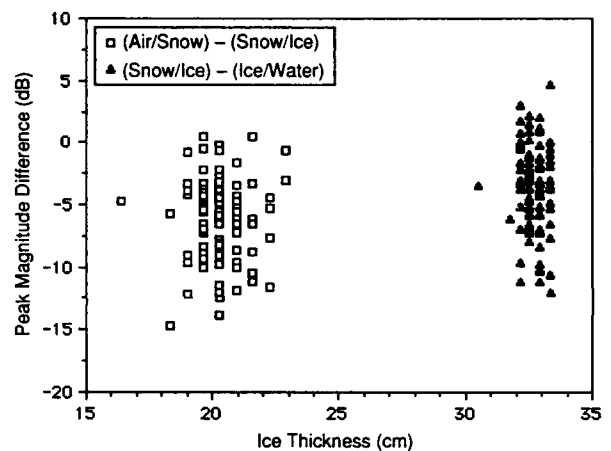 10
(Air/Snow) – (Snow/Ice)
(Snow/Ice) – (Ice/Water)
5
0
-5
-10
-15
-20
Peak Magnitude Difference (dB)
15 20 25 30 35
Ice Thickness (cm)